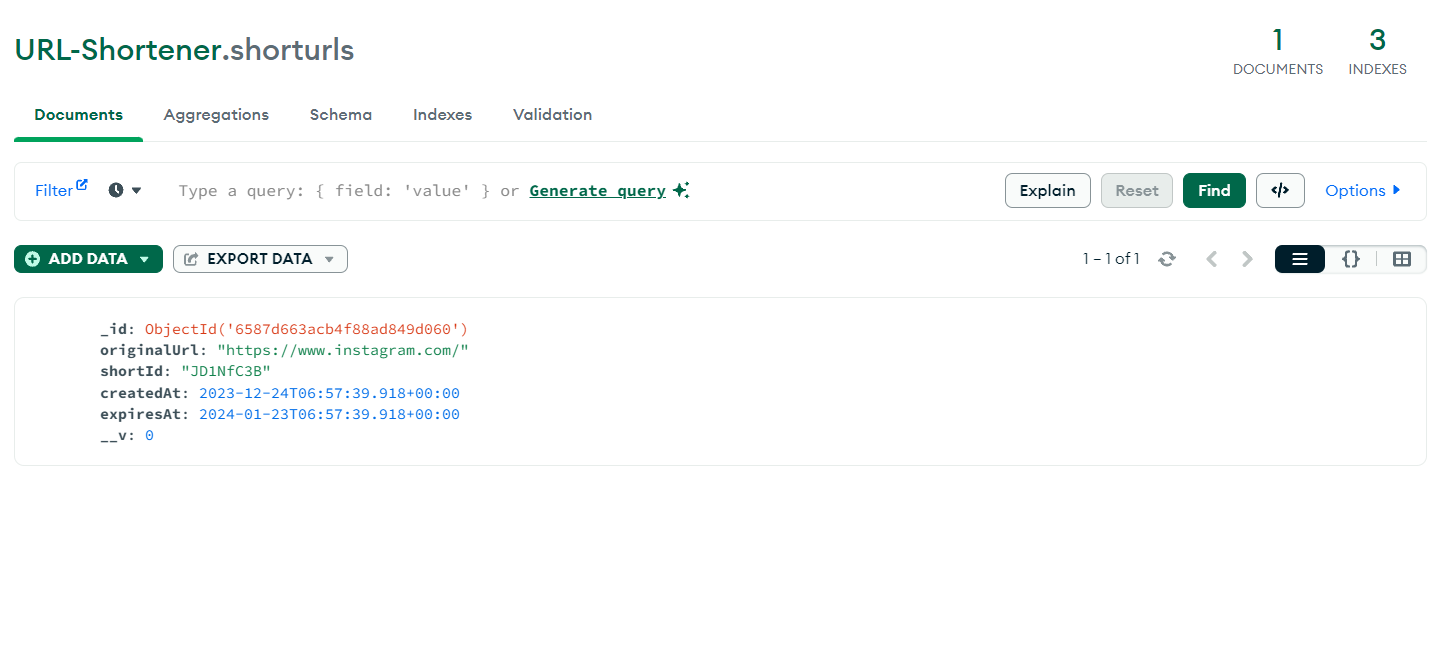 URL-Shortener.shorturls
1 3
DOCUMENTS INDEXES
Documents Aggregations Schema Indexes Validation
Filter Type a query: { field: 'value' } or Generate query Explain Reset Find </> Options
ADD DATA EXPORT DATA 1 – 1 of 1 {}
_id: ObjectId('6587d663acb4f88ad849d060')
originalUrl: "https://www.instagram.com/"
shortId: "JD1NfC3B"
createdAt: 2023-12-24T06:57:39.918+00:00
expiresAt: 2024-01-23T06:57:39.918+00:00
__v: 0